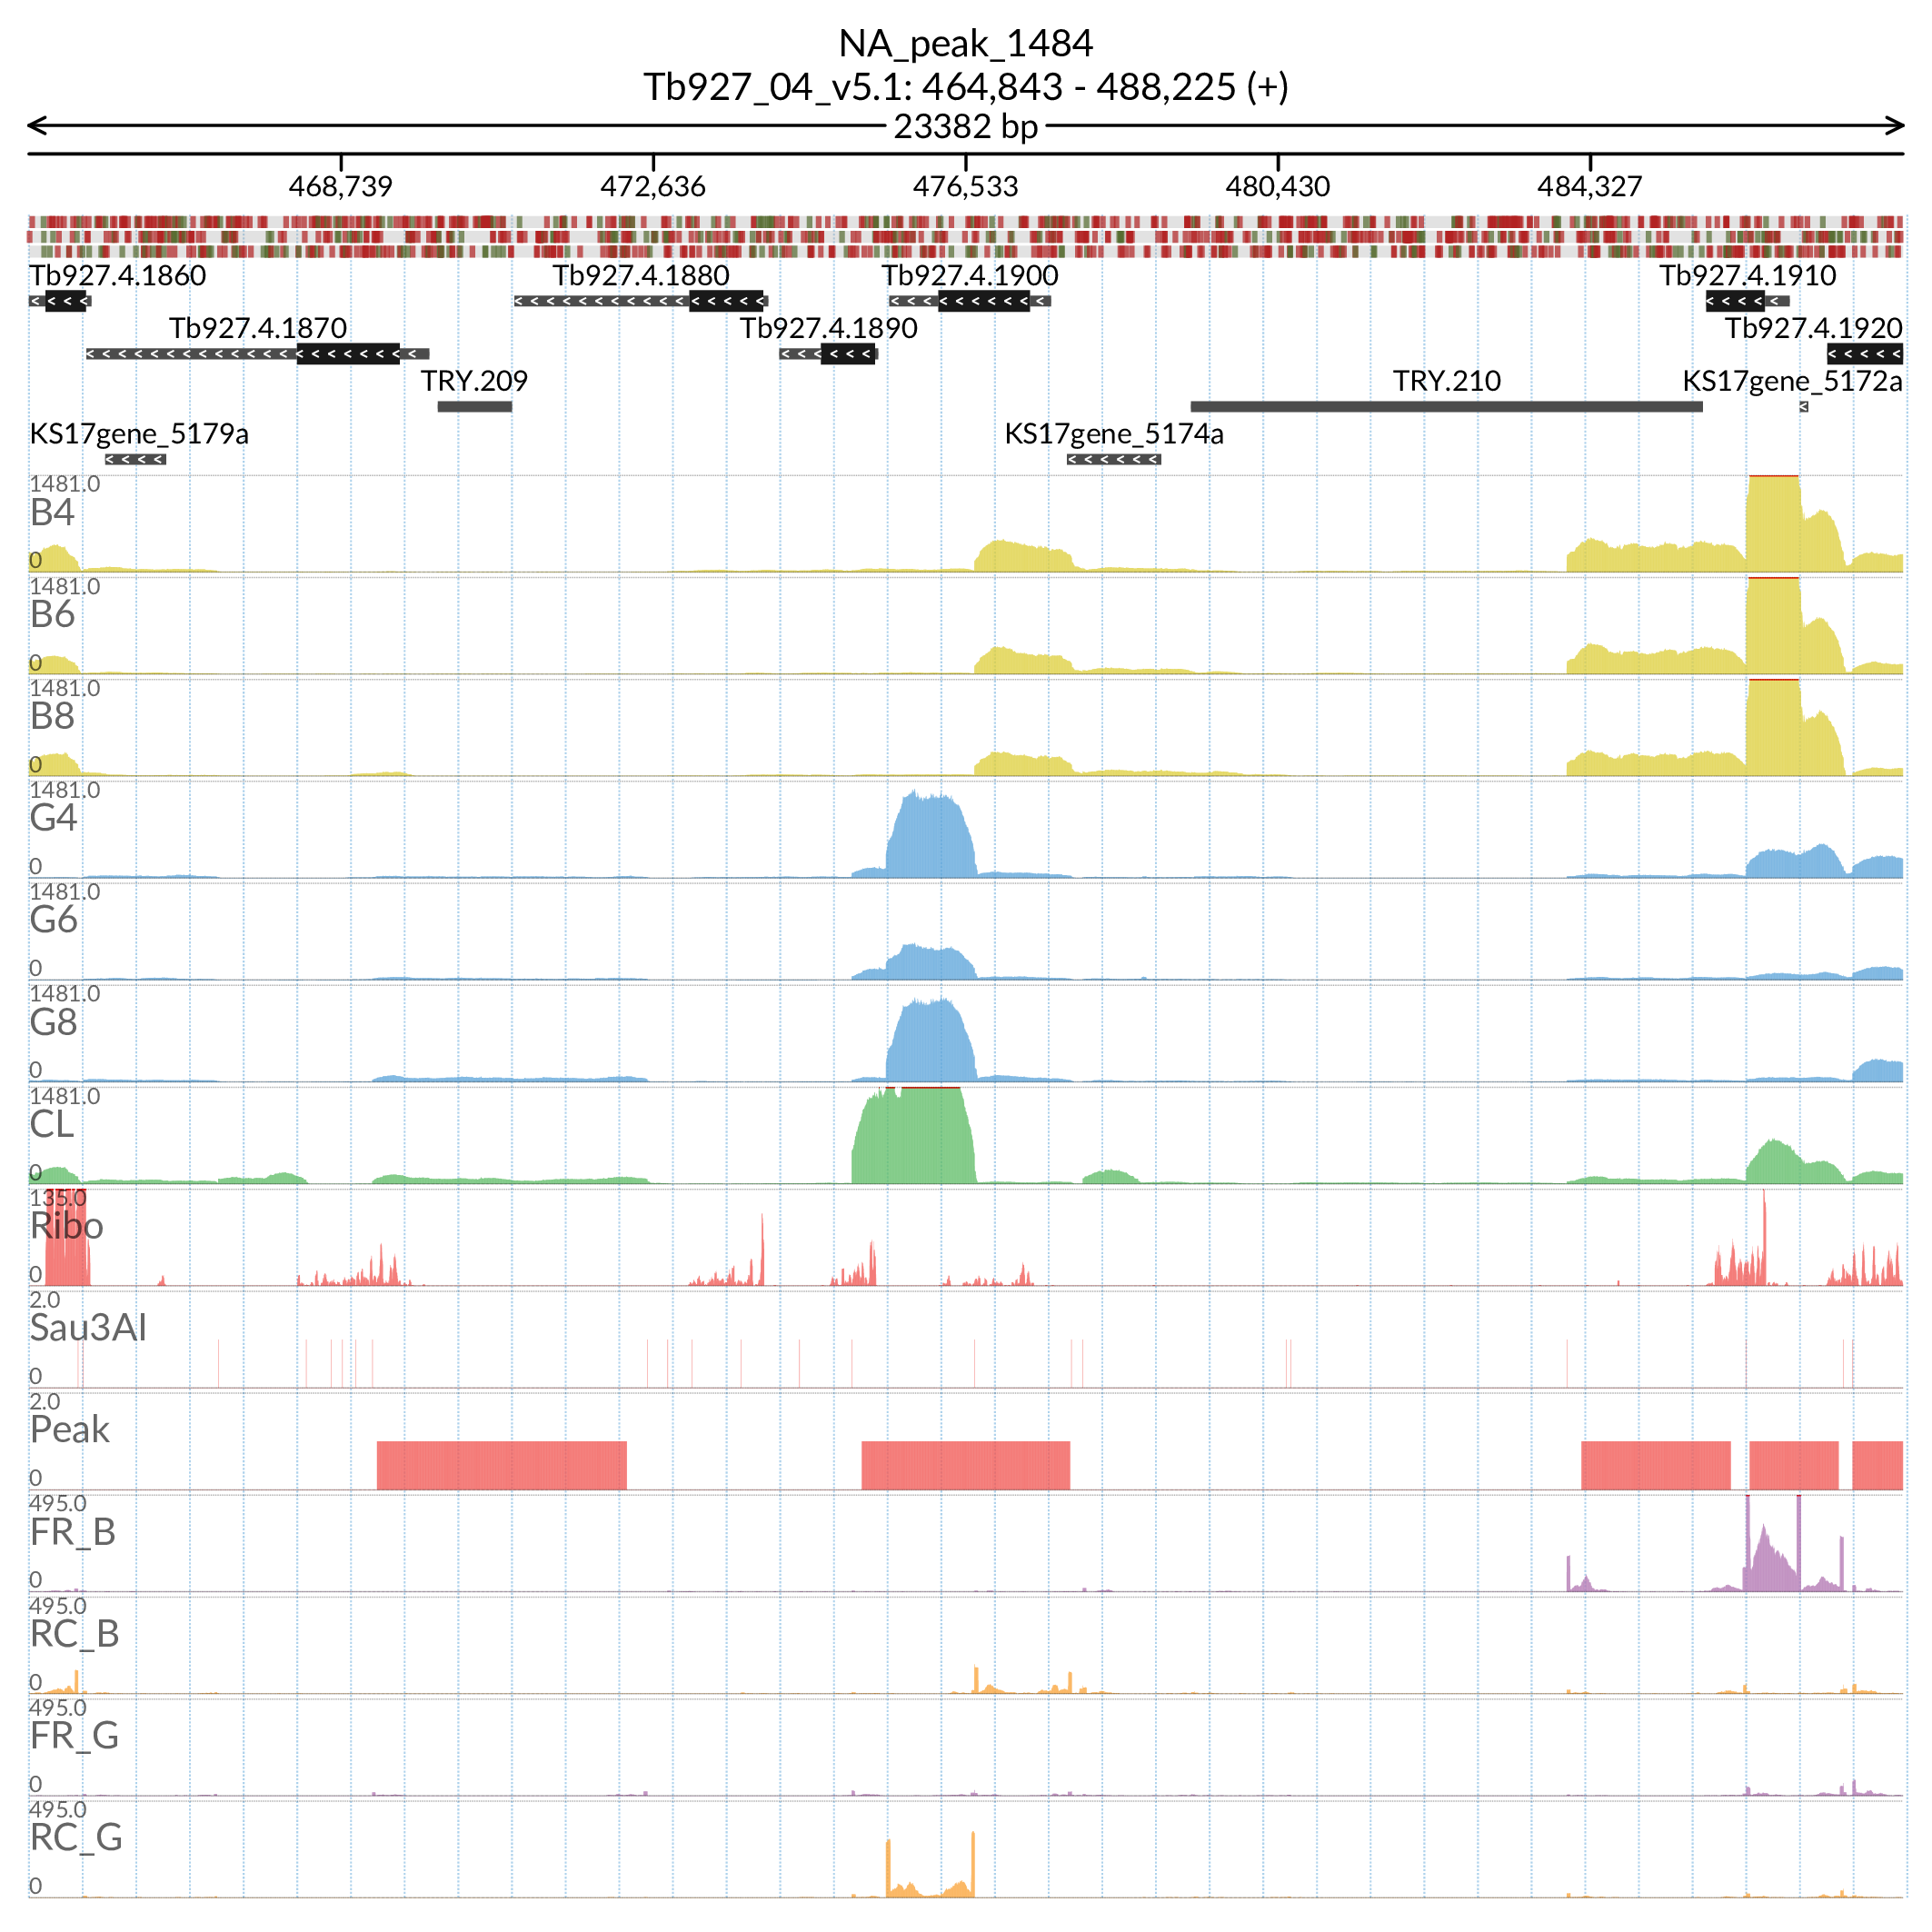 NA_peak_1484
Tb927_04_v5.1: 464,843 - 488,225 (+)
23382 bp
468,739 472,636 476,533 480,430 484,327
Tb927.4.1860 Tb927.4.1880 Tb927.4.1900 Tb927.4.1910
Tb927.4.1870 Tb927.4.1890 Tb927.4.1920
TRY.209 TRY.210 KS17gene_5172a
KS17gene_5179a KS17gene_5174a
1481.0
B4
0
1481.0
B6
0
1481.0
B8
0
1481.0
G4
0
1481.0
G6
0
1481.0
G8
0
1481.0
CL
0
135.0
Ribo
0
2.0
Sau3AI
0
2.0
Peak
0
495.0
FR_B
0
495.0
RC_B
0
495.0
FR_G
0
495.0
RC_G
0